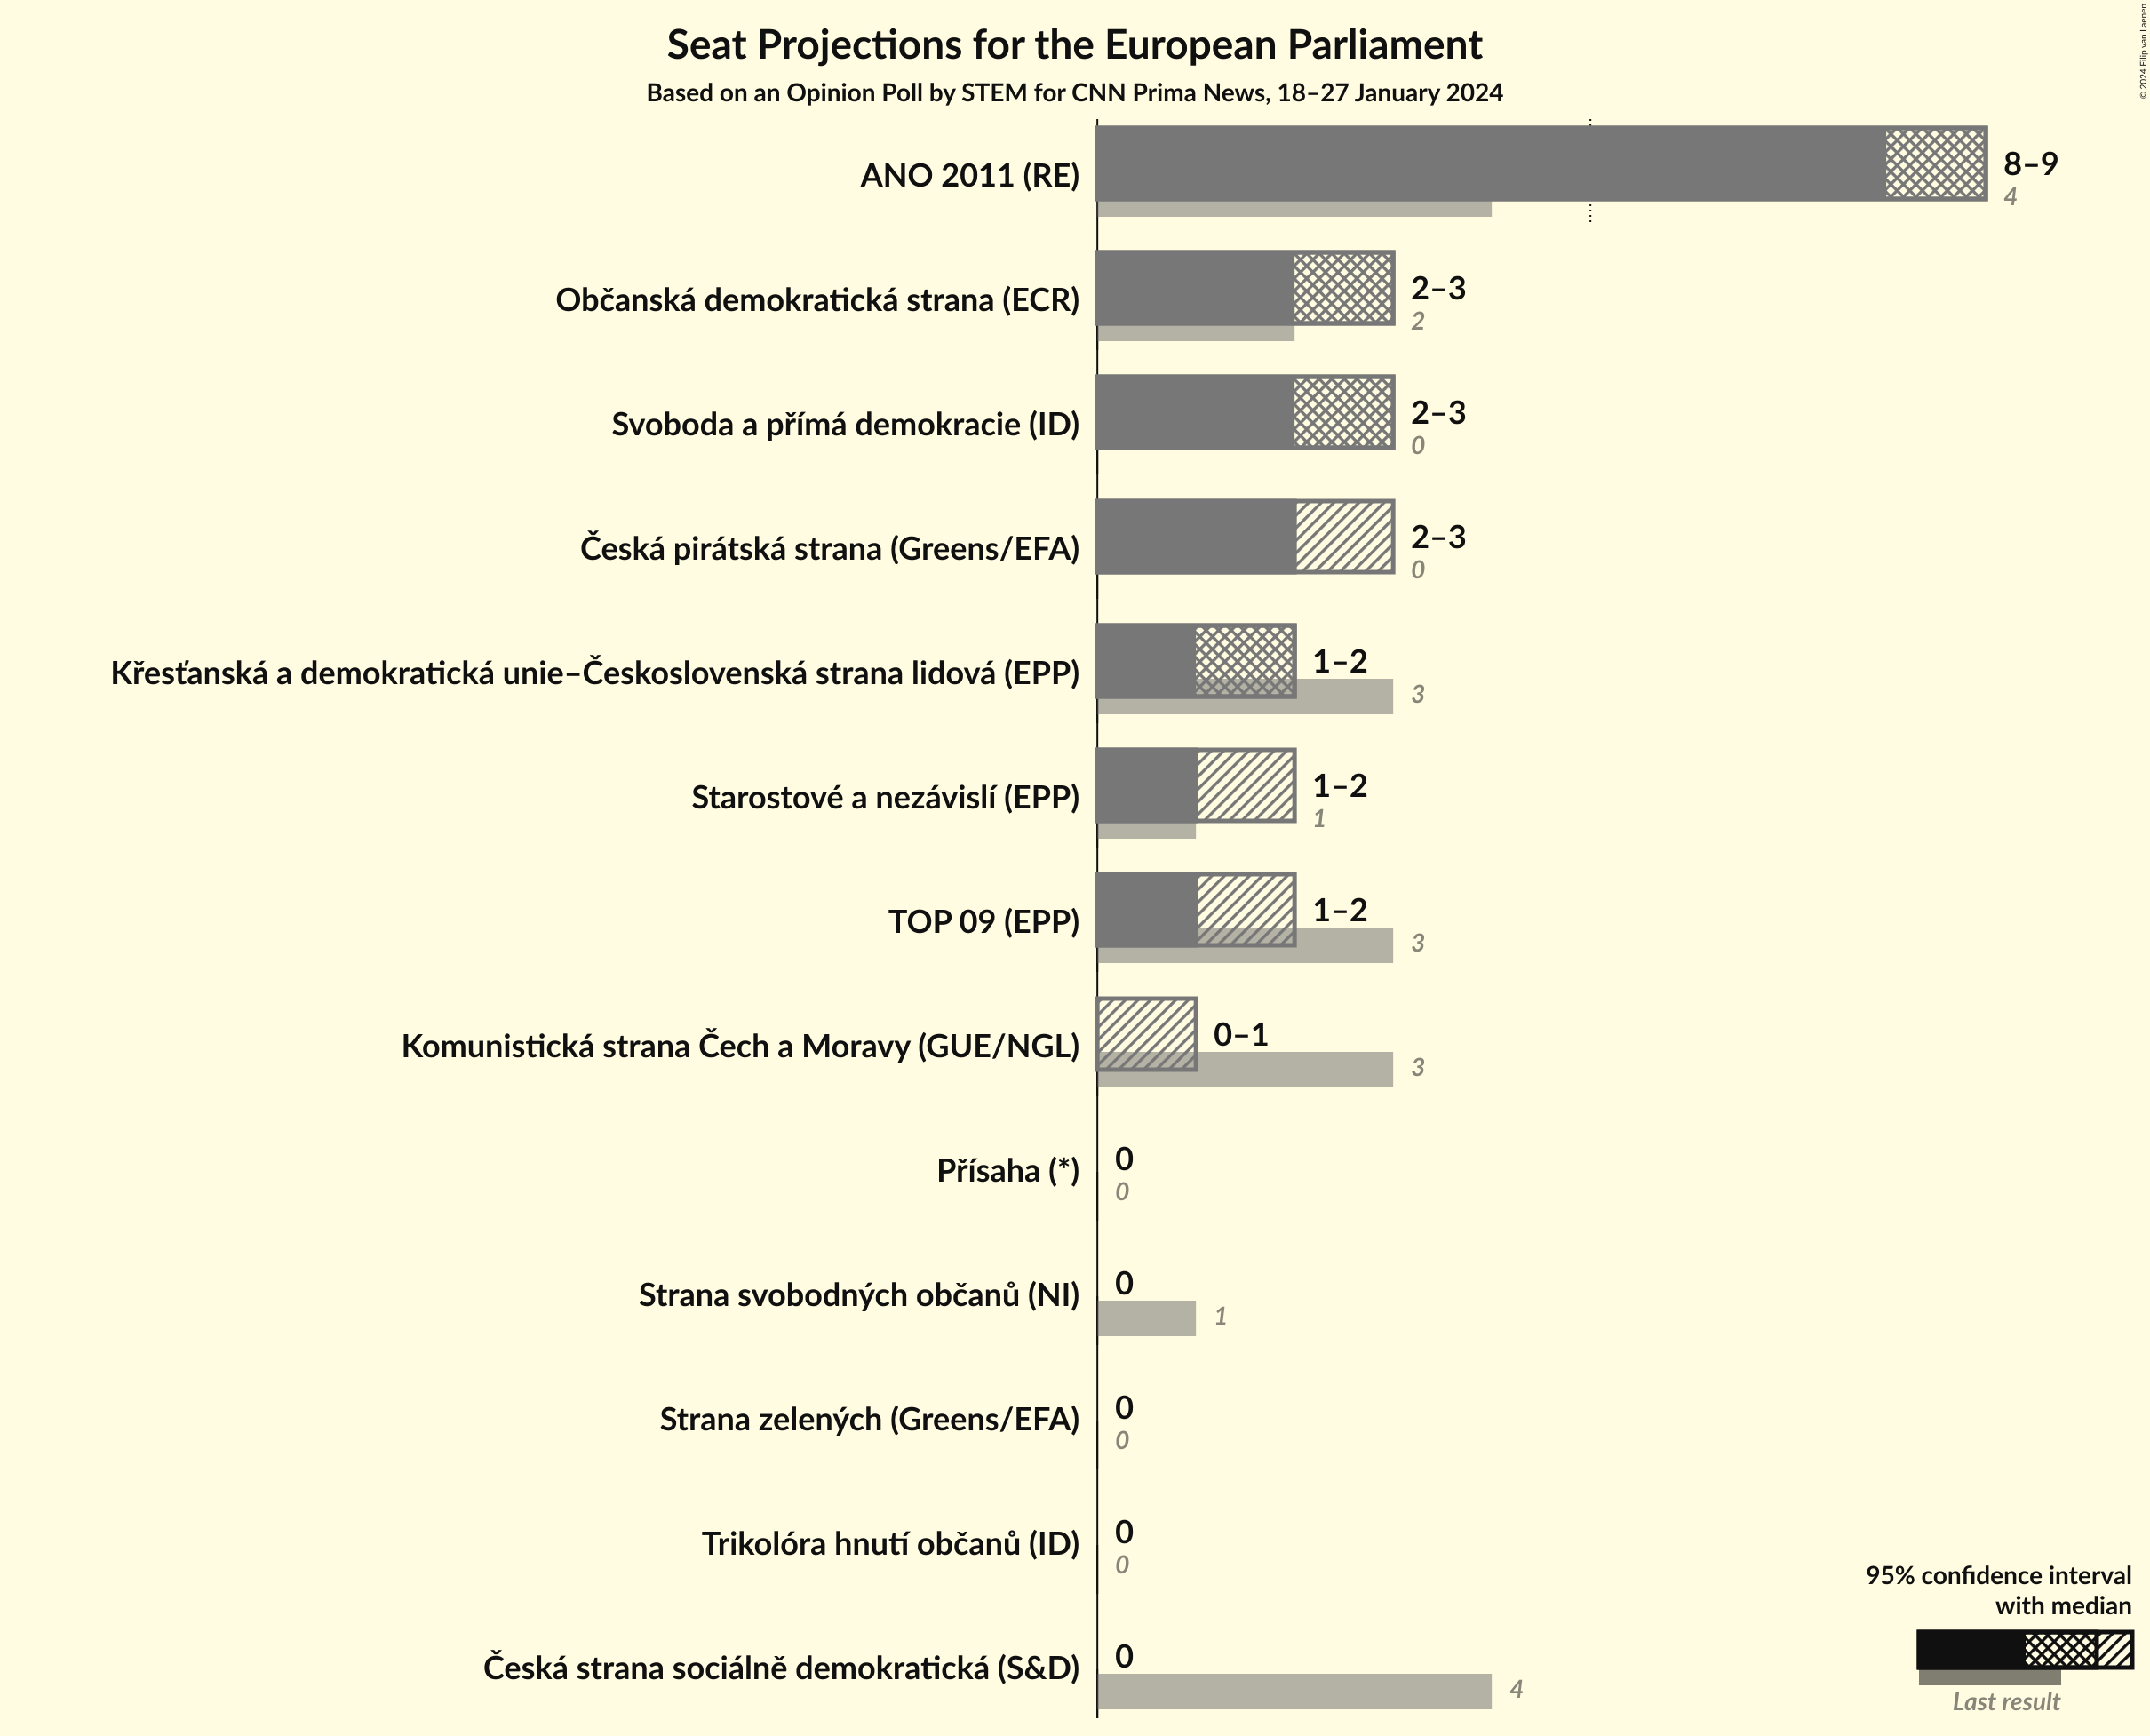 Seat Projections for the European Parliament
Based on an Opinion Poll by STEM for CNN Prima News, 18–27 January 2024
© 2024 Filip van Laenen
ANO 2011 (RE)
8–9
4
Občanská demokratická strana (ECR)
2–3
2
Svoboda a přímá demokracie (ID)
2–3
0
Česká pirátská strana (Greens/EFA)
2–3
0
Křesťanská a demokratická unie–Československá strana lidová (EPP)
1–2
3
Starostové a nezávislí (EPP)
1–2
1
TOP 09 (EPP)
1–2
3
Komunistická strana Čech a Moravy (GUE/NGL)
0–1
3
Přísaha (*)
0
0
Strana svobodných občanů (NI)
0
1
Strana zelených (Greens/EFA)
0
0
Trikolóra hnutí občanů (ID)
0
0
Česká strana sociálně demokratická (S&D)
0
4
95% confidence interval
with median
Last result